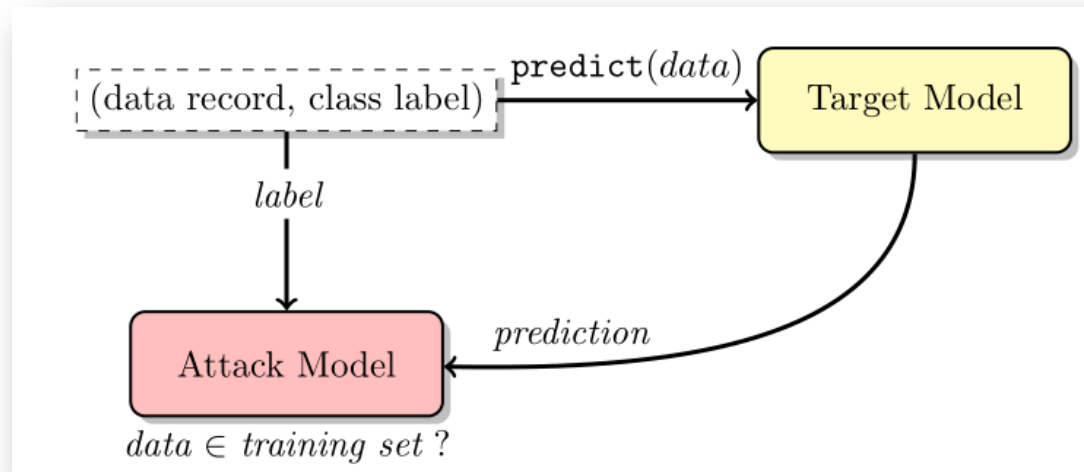 predict(data)
(data record, class label)
Target Model
label
prediction
Attack Model
data ∈ training set ?